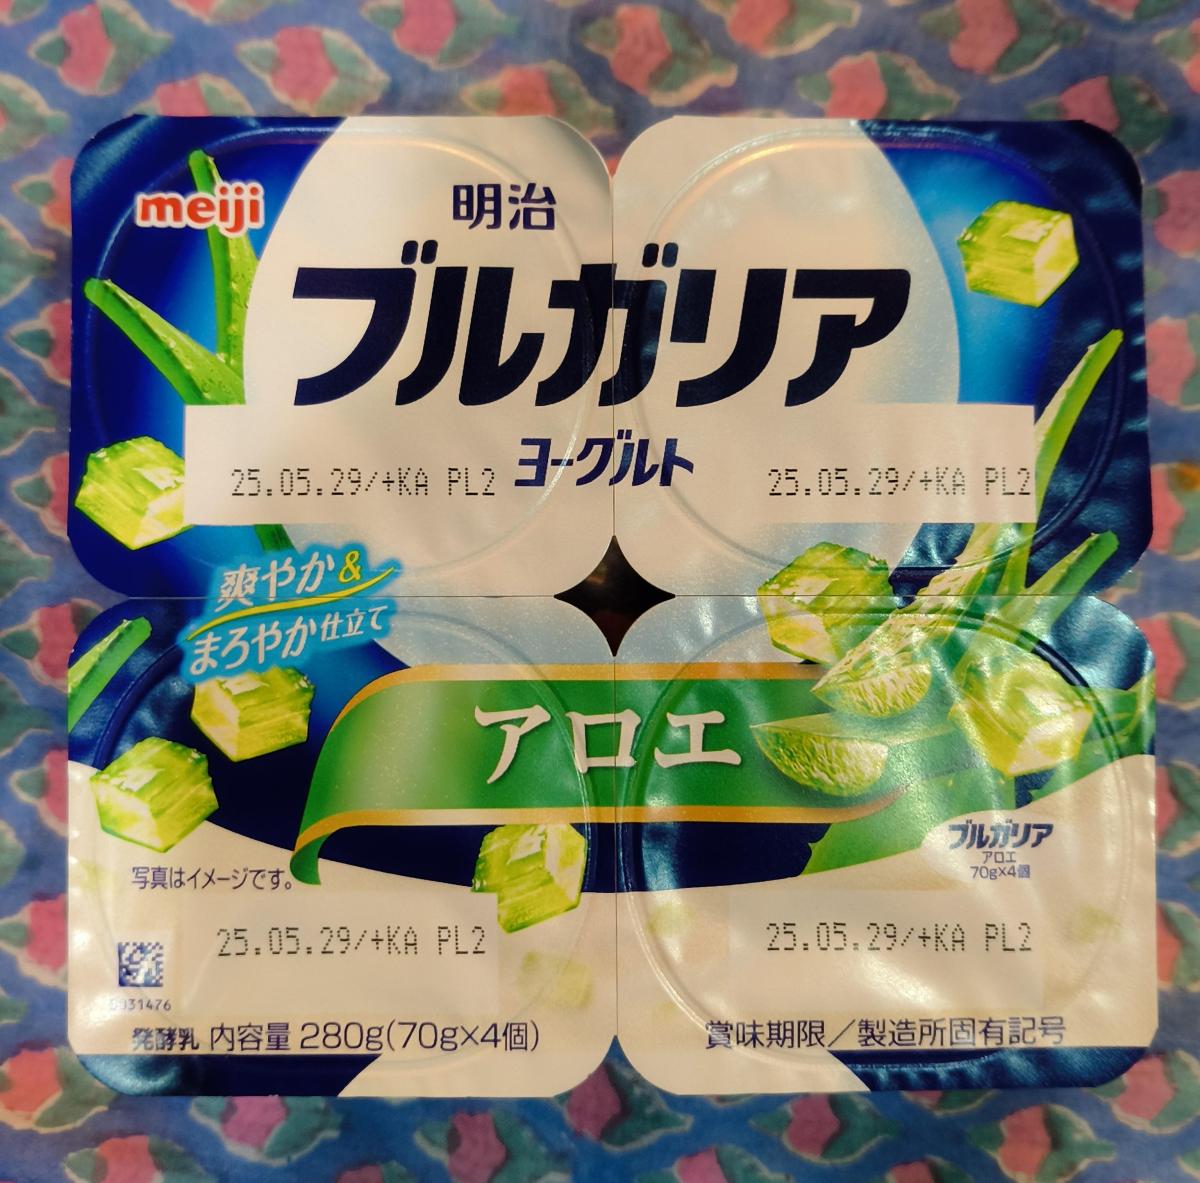 meiji
明治
ブルガリア
ヨーグルト
25.05.29/+KA PL2
25.05.29/+KA PL2
爽やか&
まろやか仕立て
アロエ
ブルガリア
アロエ
70g×4個
写真はイメージです。
25.05.29/+KA PL2
25.05.29/+KA PL2
発酵乳 内容量 280g(70g×4個)
賞味期限/製造所固有記号